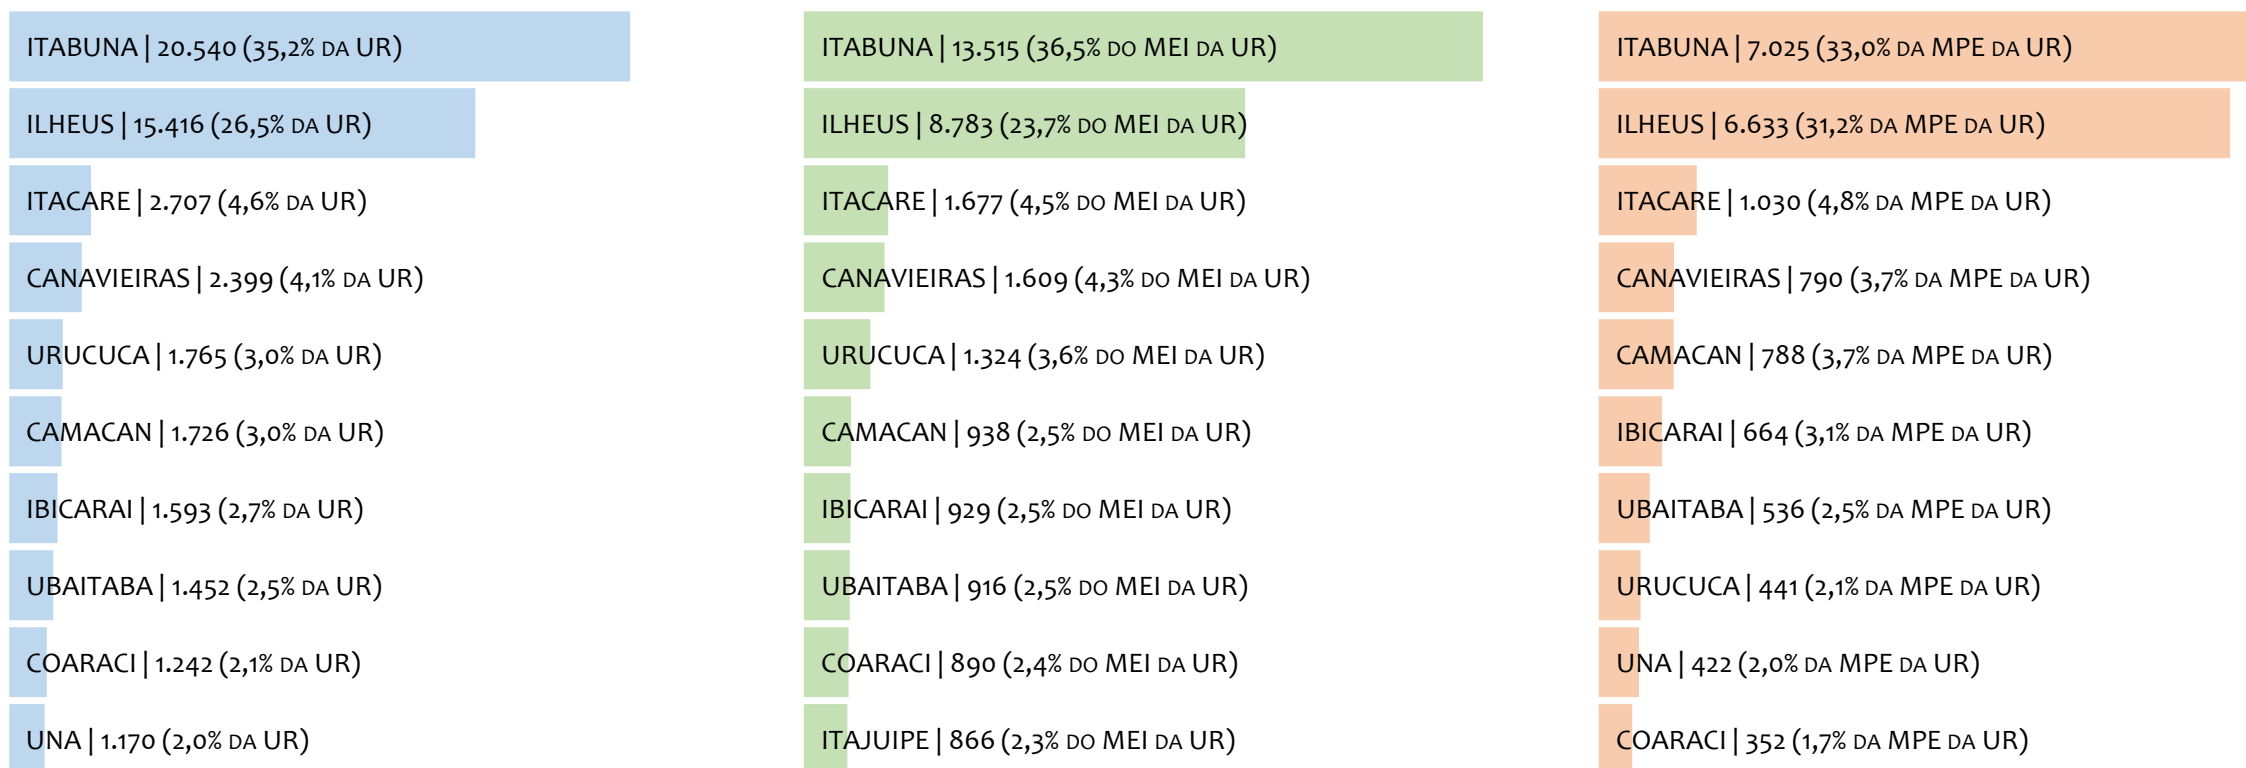 ITABUNA | 20.540 (35,2% DA UR)
ILHEUS | 15.416 (26,5% DA UR)
ITACARE | 2.707 (4,6% DA UR)
CANAVIEIRAS | 2.399 (4,1% DA UR)
URUCUCA | 1.765 (3,0% DA UR)
CAMACAN | 1.726 (3,0% DA UR)
IBICARAI | 1.593 (2,7% DA UR)
UBAITABA | 1.452 (2,5% DA UR)
COARACI | 1.242 (2,1% DA UR)
UNA | 1.170 (2,0% DA UR)
ITABUNA | 13.515 (36,5% DO MEI DA UR)
ILHEUS | 8.783 (23,7% DO MEI DA UR)
ITACARE | 1.677 (4,5% DO MEI DA UR)
CANAVIEIRAS | 1.609 (4,3% DO MEI DA UR)
URUCUCA | 1.324 (3,6% DO MEI DA UR)
CAMACAN | 938 (2,5% DO MEI DA UR)
IBICARAI | 929 (2,5% DO MEI DA UR)
UBAITABA | 916 (2,5% DO MEI DA UR)
COARACI | 890 (2,4% DO MEI DA UR)
ITAJUIPE | 866 (2,3% DO MEI DA UR)
ITABUNA | 7.025 (33,0% DA MPE DA UR)
ILHEUS | 6.633 (31,2% DA MPE DA UR)
ITACARE | 1.030 (4,8% DA MPE DA UR)
CANAVIEIRAS | 790 (3,7% DA MPE DA UR)
CAMACAN | 788 (3,7% DA MPE DA UR)
IBICARAI | 664 (3,1% DA MPE DA UR)
UBAITABA | 536 (2,5% DA MPE DA UR)
URUCUCA | 441 (2,1% DA MPE DA UR)
UNA | 422 (2,0% DA MPE DA UR)
COARACI | 352 (1,7% DA MPE DA UR)